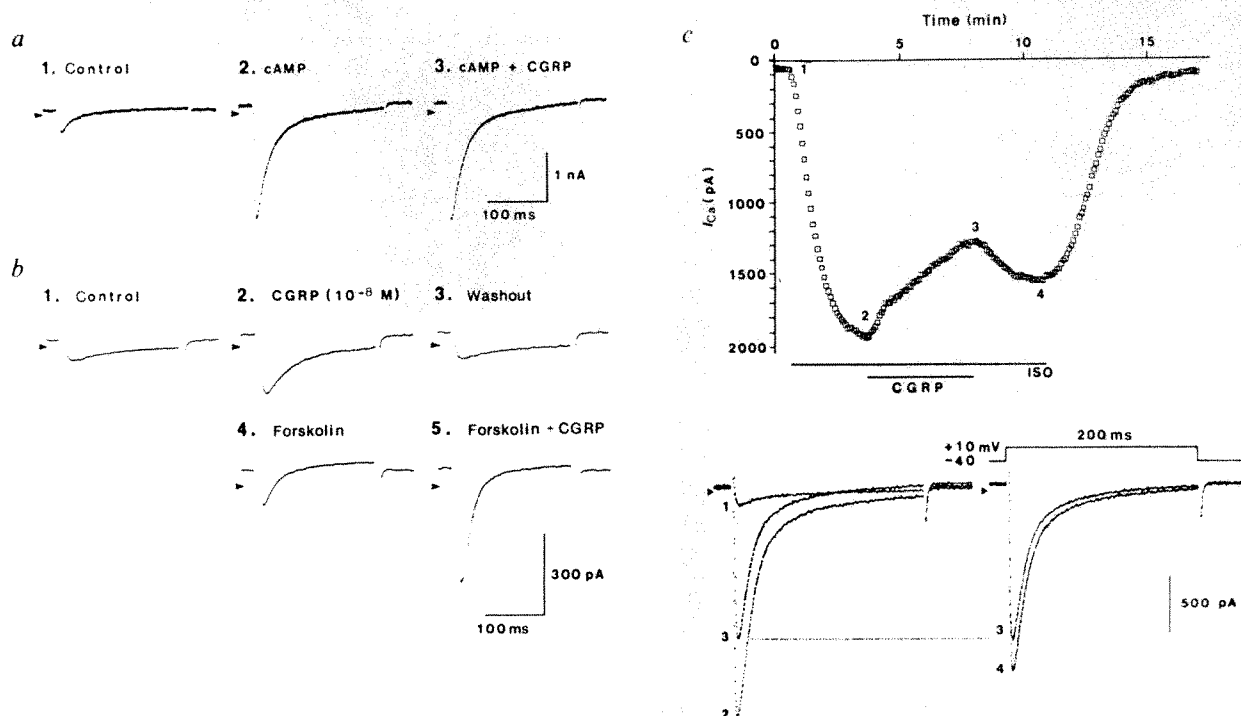 a
1. Control
2. cAMP
3. cAMP + CGRP
1 nA
100 ms
b
1. Control
2. CGRP (10⁻⁸ M)
3. Washout
4. Forskolin
5. Forskolin + CGRP
300 pA
100 ms
c
Time (min)
0 5 10 15
0
500
1000
1500
2000
I_Ca (pA)
1
2
3
4
ISO
CGRP
+10 mV
-40
200 ms
1
3
2
3
4
500 pA